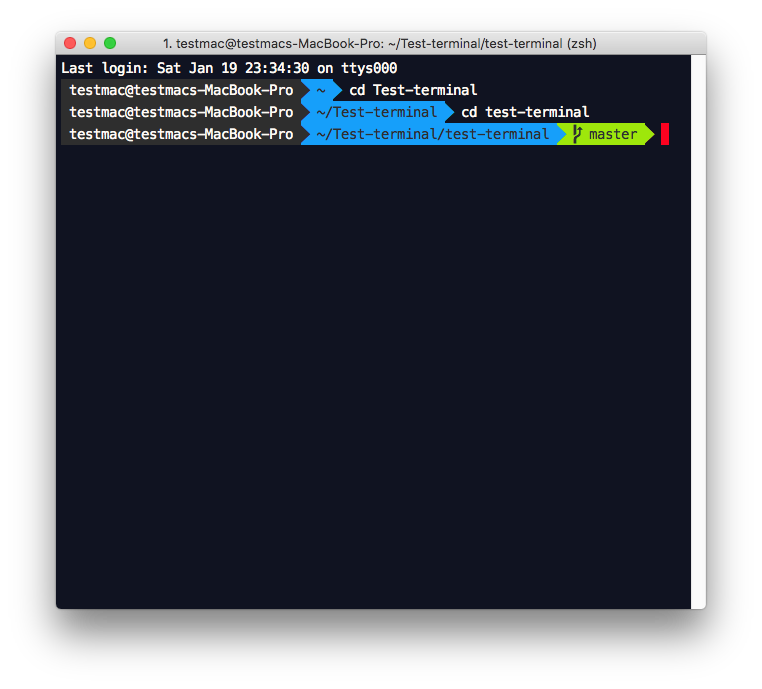 1. testmac@testmacs-MacBook-Pro: ~/Test-terminal/test-terminal (zsh)
Last login: Sat Jan 19 23:34:30 on ttys000
testmac@testmacs-MacBook-Pro ~ cd Test-terminal
testmac@testmacs-MacBook-Pro ~/Test-terminal cd test-terminal
testmac@testmacs-MacBook-Pro ~/Test-terminal/test-terminal master